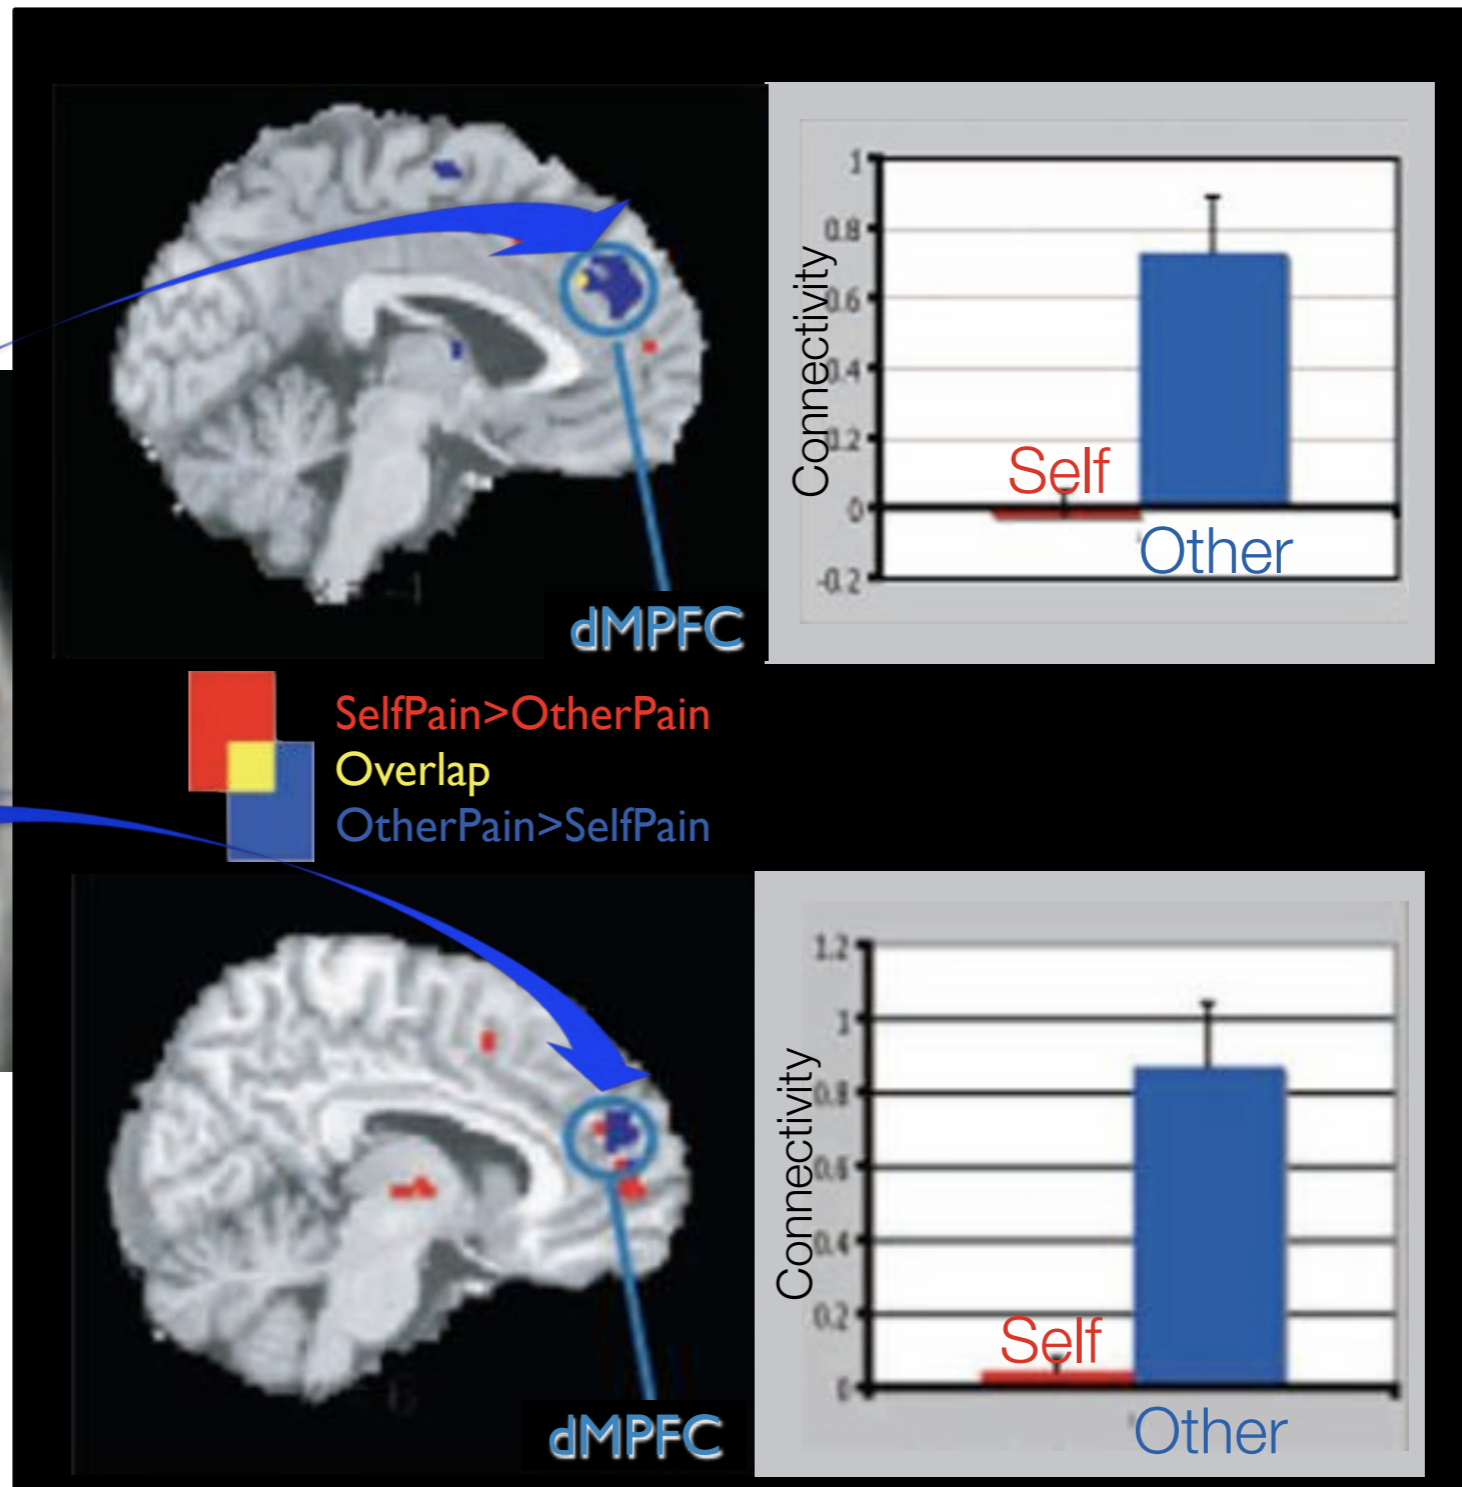 1
0.8
0.6
0.4
0.2
0
-0.2
Connectivity
Self
Other
dMPFC
SelfPain>OtherPain
Overlap
OtherPain>SelfPain
1.2
1
0.8
0.6
0.4
0.2
0
Connectivity
Self
Other
dMPFC